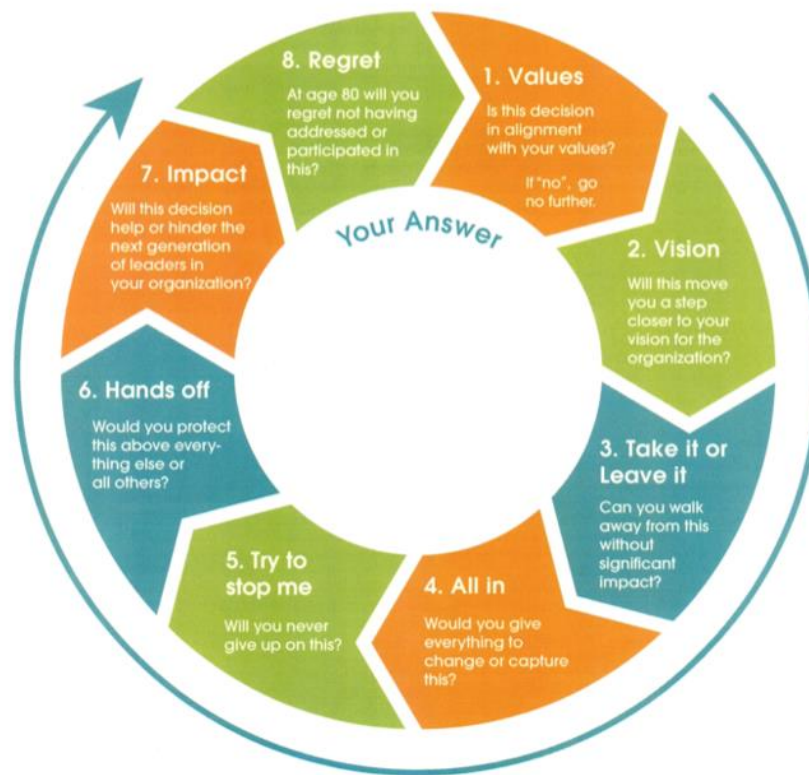 Your Answer
1. Values
Is this decision
in alignment
with your values?
If "no", go
no further.
2. Vision
Will this move
you a step
closer to your
vision for the
organization?
3. Take it or
Leave it
Can you walk
away from this
without
significant
impact?
4. All in
Would you give
everything to
change or capture
this?
5. Try to
stop me
Will you never
give up on this?
6. Hands off
Would you protect
this above every-
thing else or
all others?
7. Impact
Will this decision
help or hinder the
next generation
of leaders in
your organization?
8. Regret
At age 80 will you
regret not having
addressed or
participated in
this?